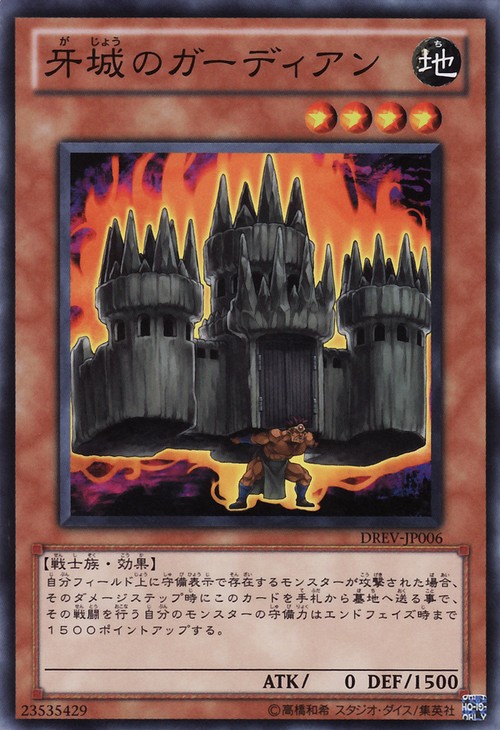 牙城のガーディアン
地
DREV-JP006
【戦士族・効果】
自分フィールド上に守備表示で存在するモンスターが攻撃された場合、
そのダメージステップ時にこのカードを手札から墓地へ送る事で、
その戦闘を行う自分のモンスターの守備力はエンドフェイズ時まで
1500ポイントアップする。
ATK/ 0 DEF/1500
23535429
©高橋和希 スタジオ・ダイス/集英社